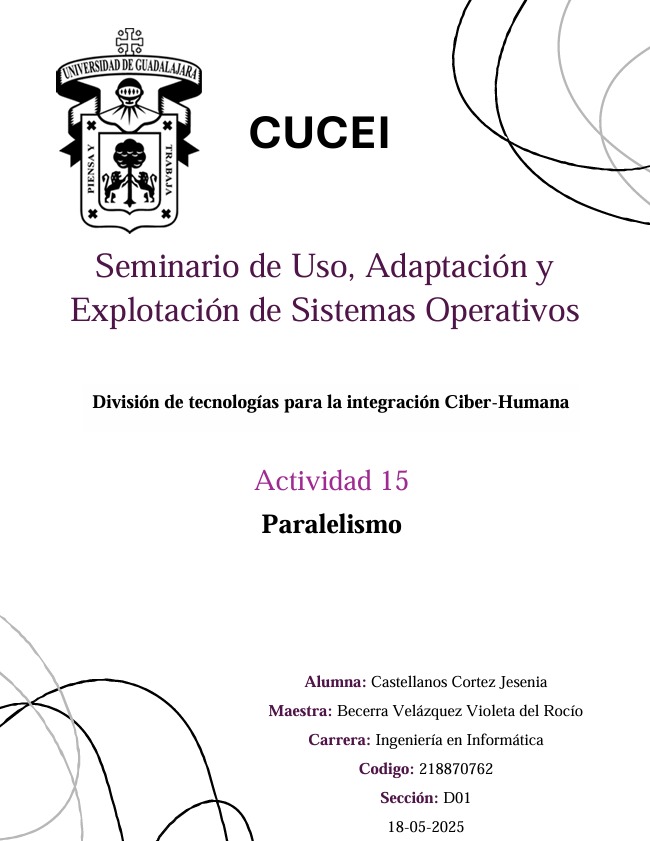 UNIVERSIDAD DE GUADALAJARA
PIENSA Y
TRABAJA
CUCEI
Seminario de Uso, Adaptación y
Explotación de Sistemas Operativos
División de tecnologías para la integración Ciber-Humana
Actividad 15
Paralelismo
Alumna: Castellanos Cortez Jesenia
Maestra: Becerra Velázquez Violeta del Rocío
Carrera: Ingeniería en Informática
Codigo: 218870762
Sección: D01
18-05-2025